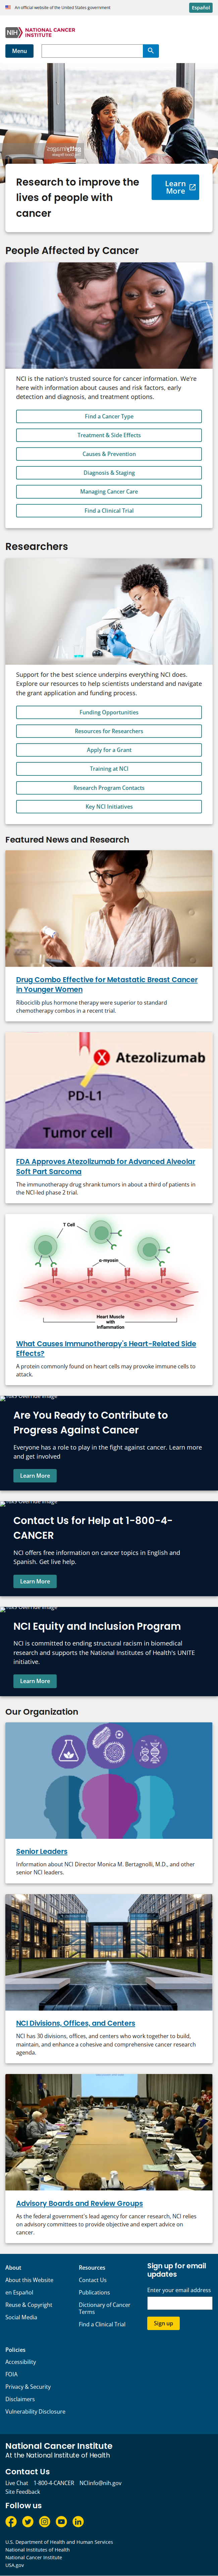 An official website of the United States government
Español
NIH NATIONAL CANCER
INSTITUTE
Menu
Research to improve the
lives of people with
cancer
Learn
More
People Affected by Cancer
NCI is the nation's trusted source for cancer information. We're
here with information about causes and risk factors, early
detection and diagnosis, and treatment options.
Find a Cancer Type
Treatment & Side Effects
Causes & Prevention
Diagnosis & Staging
Managing Cancer Care
Find a Clinical Trial
Researchers
Support for the best science underpins everything NCI does.
Explore our resources to help scientists understand and navigate
the grant application and funding process.
Funding Opportunities
Resources for Researchers
Apply for a Grant
Training at NCI
Research Program Contacts
Key NCI Initiatives
Featured News and Research
Drug Combo Effective for Metastatic Breast Cancer
in Younger Women
Ribociclib plus hormone therapy were superior to standard
chemotherapy combos in a recent trial.
Atezolizumab
PD-L1
Tumor cell
FDA Approves Atezolizumab for Advanced Alveolar
Soft Part Sarcoma
The immunotherapy drug shrank tumors in about a third of patients in
the NCI-led phase 2 trial.
T Cell
α-myosin
Heart Muscle
with
Inflammation
What Causes Immunotherapy's Heart-Related Side
Effects?
A protein commonly found on heart cells may provoke immune cells to
attack.
Are You Ready to Contribute to
Progress Against Cancer
Everyone has a role to play in the fight against cancer. Learn more
and get involved
Learn More
Contact Us for Help at 1-800-4-
CANCER
NCI offers free information on cancer topics in English and
Spanish. Get live help.
Learn More
NCI Equity and Inclusion Program
NCI is committed to ending structural racism in biomedical
research and supports the National Institutes of Health's UNITE
initiative.
Learn More
Our Organization
Senior Leaders
Information about NCI Director Monica M. Bertagnolli, M.D., and other
senior NCI leaders.
NCI Divisions, Offices, and Centers
NCI has 30 divisions, offices, and centers who work together to build,
maintain, and enhance a cohesive and comprehensive cancer research
agenda.
Advisory Boards and Review Groups
As the federal government's lead agency for cancer research, NCI relies
on advisory committees to provide objective and expert advice on
cancer.
About
About this Website
en Español
Reuse & Copyright
Social Media
Resources
Contact Us
Publications
Dictionary of Cancer
Terms
Find a Clinical Trial
Sign up for email
updates
Enter your email address
Sign up
Policies
Accessibility
FOIA
Privacy & Security
Disclaimers
Vulnerability Disclosure
National Cancer Institute
At the National Institute of Health
Contact Us
Live Chat 1-800-4-CANCER NCIinfo@nih.gov
Site Feedback
Follow us
U.S. Department of Health and Human Services
National Institutes of Health
National Cancer Institute
USA.gov